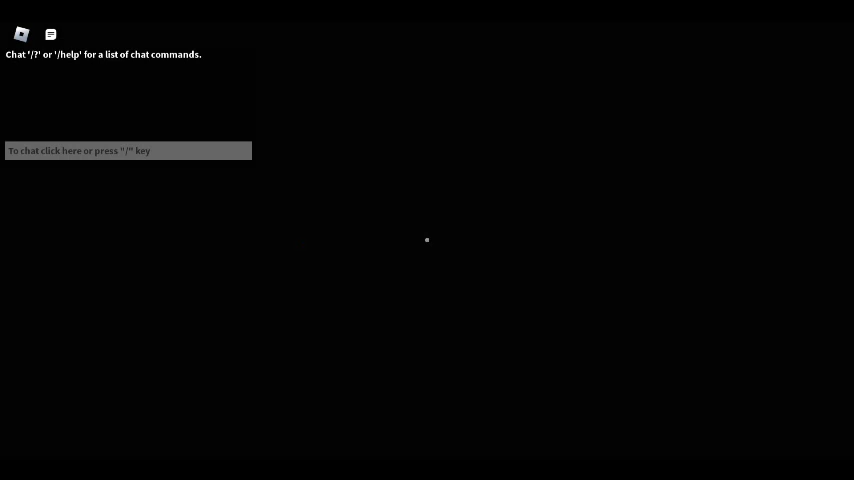 Chat '/?' or '/help' for a list of chat commands.
To chat click here or press "/" key